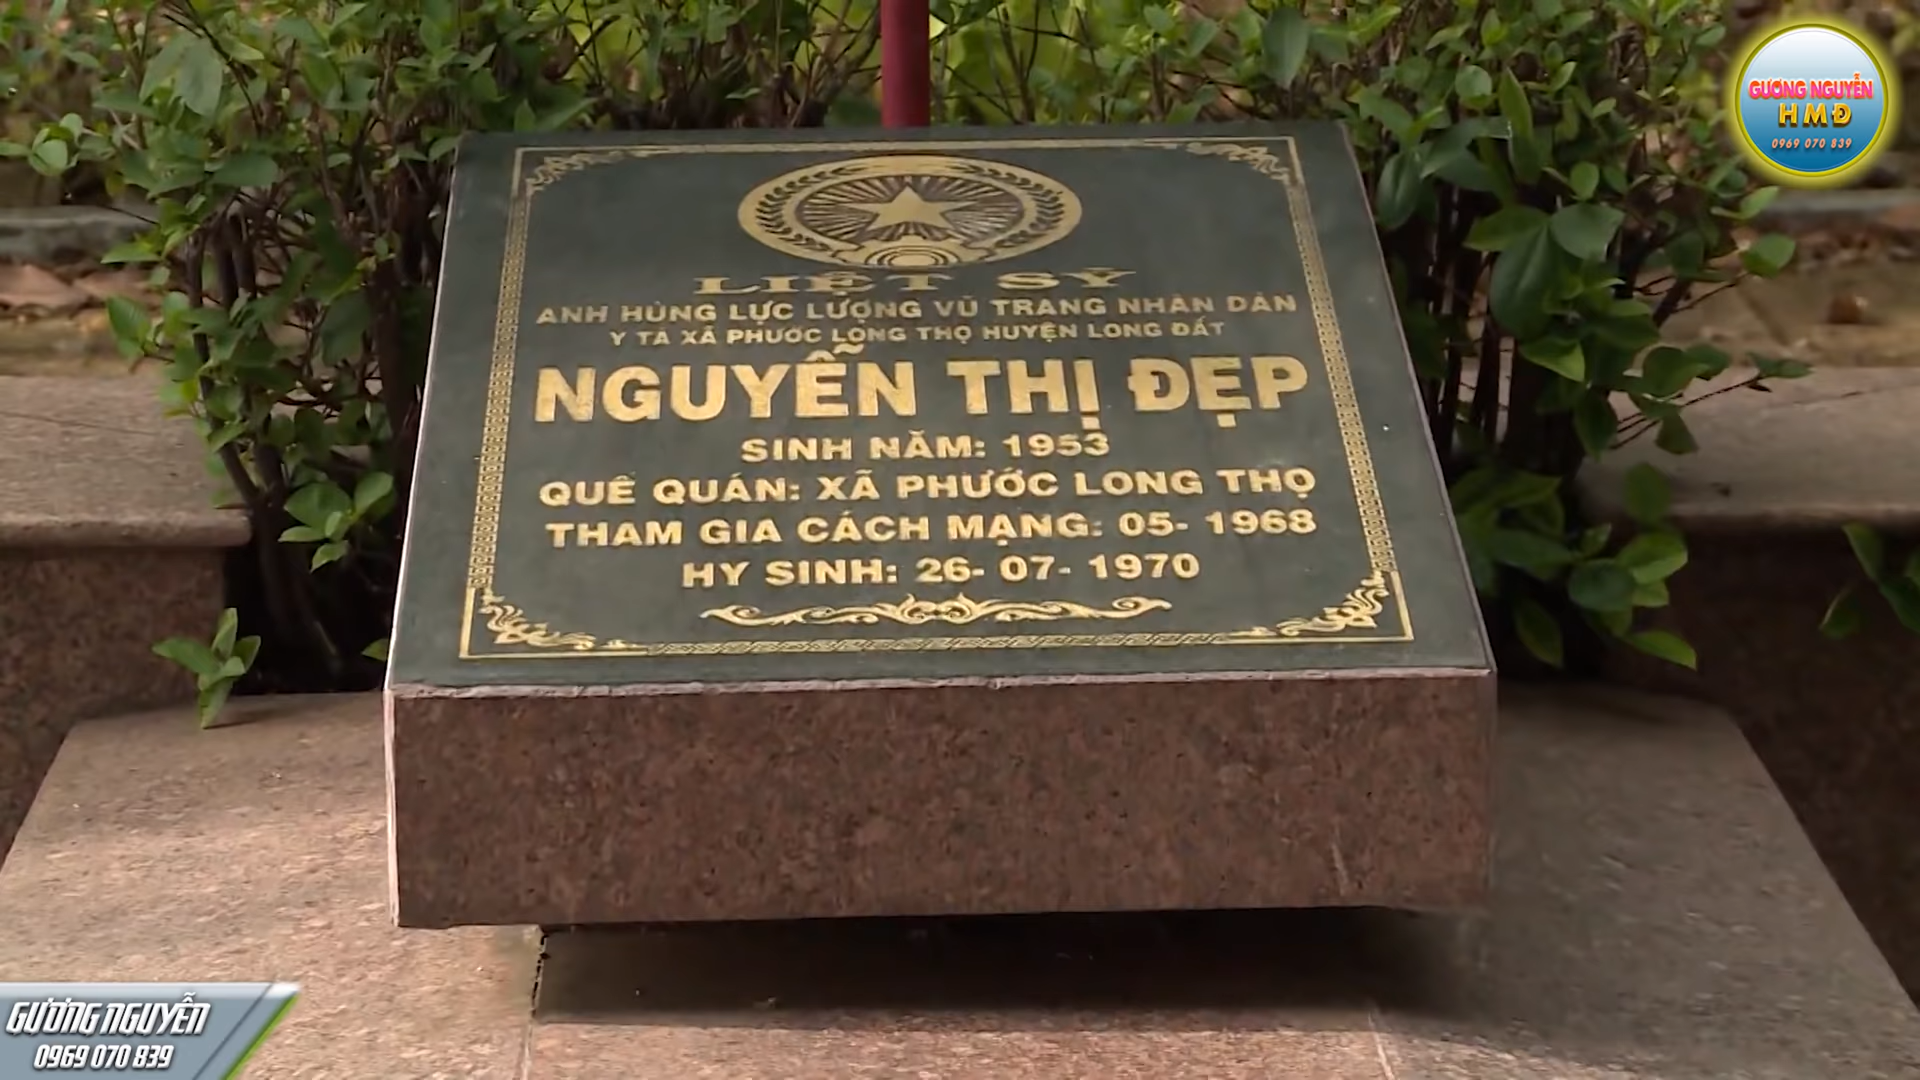 GƯƠNG NGUYỄN
HMĐ
0969 070 839
LIỆT SỸ
ANH HÙNG LỰC LƯỢNG VŨ TRANG NHÂN DÂN
Y TÁ XÃ PHƯỚC LONG THỌ HUYỆN LONG ĐẤT
NGUYỄN THỊ ĐẸP
SINH NĂM: 1953
QUÊ QUÁN: XÃ PHƯỚC LONG THỌ
THAM GIA CÁCH MẠNG: 05- 1968
HY SINH: 26- 07- 1970
GƯƠNG NGUYỄN
0969 070 839